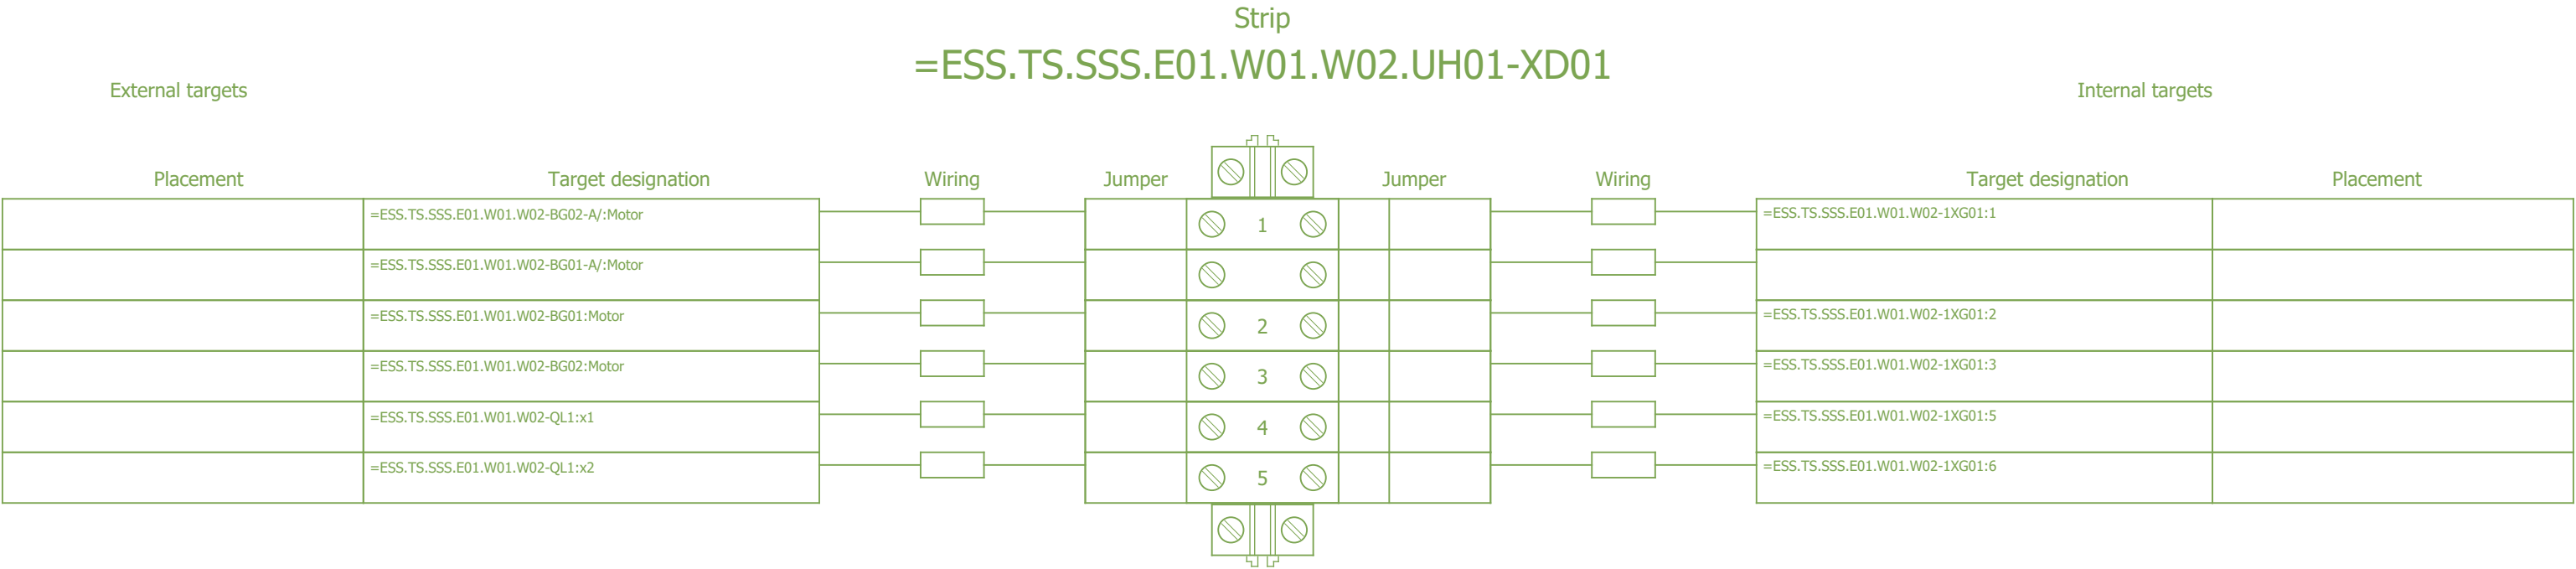 Strip
=ESS.TS.SSS.E01.W01.W02.UH01-XD01
External targets
Internal targets
Placement Target designation Wiring Jumper Jumper Wiring Target designation Placement
=ESS.TS.SSS.E01.W01.W02-BG02-A/:Motor 1 =ESS.TS.SSS.E01.W01.W02-1XG01:1
=ESS.TS.SSS.E01.W01.W02-BG01-A/:Motor
=ESS.TS.SSS.E01.W01.W02-BG01:Motor 2 =ESS.TS.SSS.E01.W01.W02-1XG01:2
=ESS.TS.SSS.E01.W01.W02-BG02:Motor 3 =ESS.TS.SSS.E01.W01.W02-1XG01:3
=ESS.TS.SSS.E01.W01.W02-QL1:x1 4 =ESS.TS.SSS.E01.W01.W02-1XG01:5
=ESS.TS.SSS.E01.W01.W02-QL1:x2 5 =ESS.TS.SSS.E01.W01.W02-1XG01:6